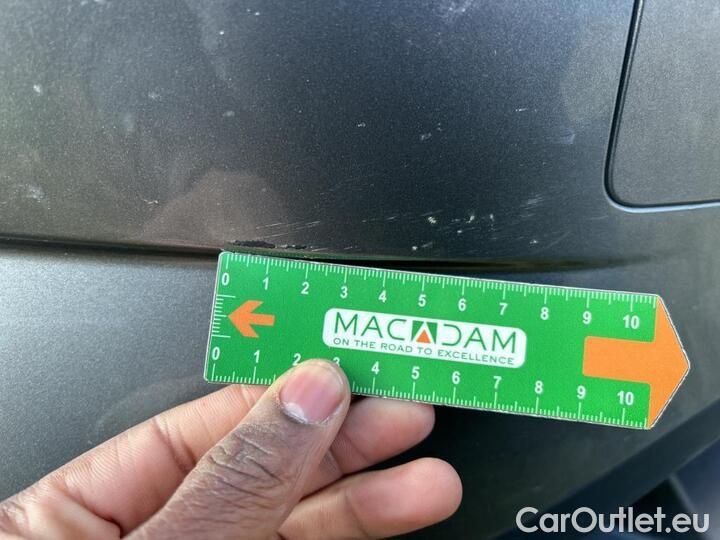 0 1 2 3 4 5 6 7 8 9 10
MACADAM
ON THE ROAD TO EXCELLENCE
0 1 2 3 4 5 6 7 8 9 10
CarOutlet.eu